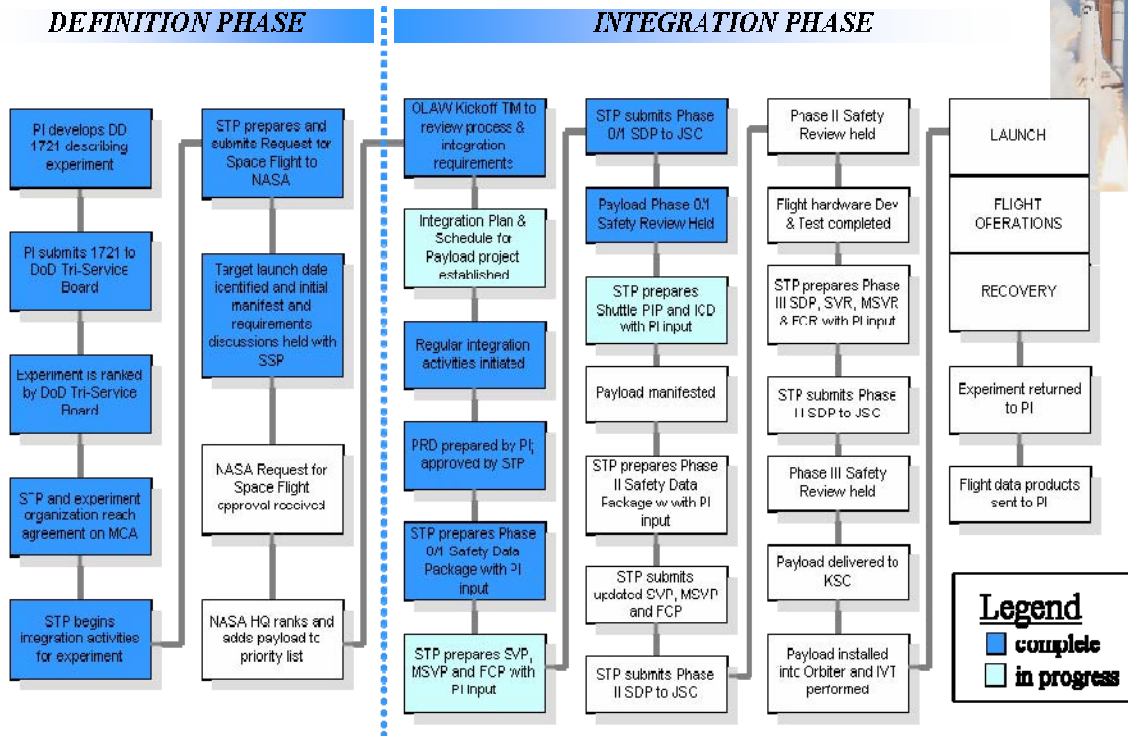 DEFINITION PHASE
INTEGRATION PHASE
PI develops DD
1721 describing
experiment
PI submits 1721 to
DoD Tri-Service
Board
Experiment is ranked
by DoD Tri-Service
Board
STP and experiment
organization reach
agreement on MCA
STP begins
integration activities
for experiment
STP prepares and
submits Request for
Space Flight to
NASA
Target launch date
identified and initial
manifest and
requirements
discussions held with
SSP
NASA Request for
Space Flight
approval received
NASA HQ ranks and
adds payload to
priority list
OLAW Kickoff TIM to
review process &
integration
requirements
Integration Plan &
Schedule for
Payload project
established
Regular integration
activities initiated
PRD prepared by PI;
approved by STP
STP prepares Phase
0/1 Safety Data
Package with PI
input
STP prepares SVP,
MSVP and FCP with
PI Input
STP submits Phase
0/1 SDP to JSC
Payload Phase 0/1
Safety Review Held
STP prepares
Shuttle PIP and ICD
with PI input
Payload manifested
STP prepares Phase
II Safety Data
Package w with PI
input
STP submits
updated SVP, MSVP
and FCP
STP submits Phase
II SDP to JSC
Phase II Safety
Review held
Flight hardware Dev
& Test completed
STP prepares Phase
III SDP, SVR, MSVR
& FCR with PI input
STP submits Phase
II SDP to JSC
Phase III Safety
Review held
Payload delivered to
KSC
Payload installed
into Orbiter and IVT
performed
LAUNCH
FLIGHT
OPERATIONS
RECOVERY
Experiment returned
to PI
Flight data products
sent to PI
Legend
complete
in progress